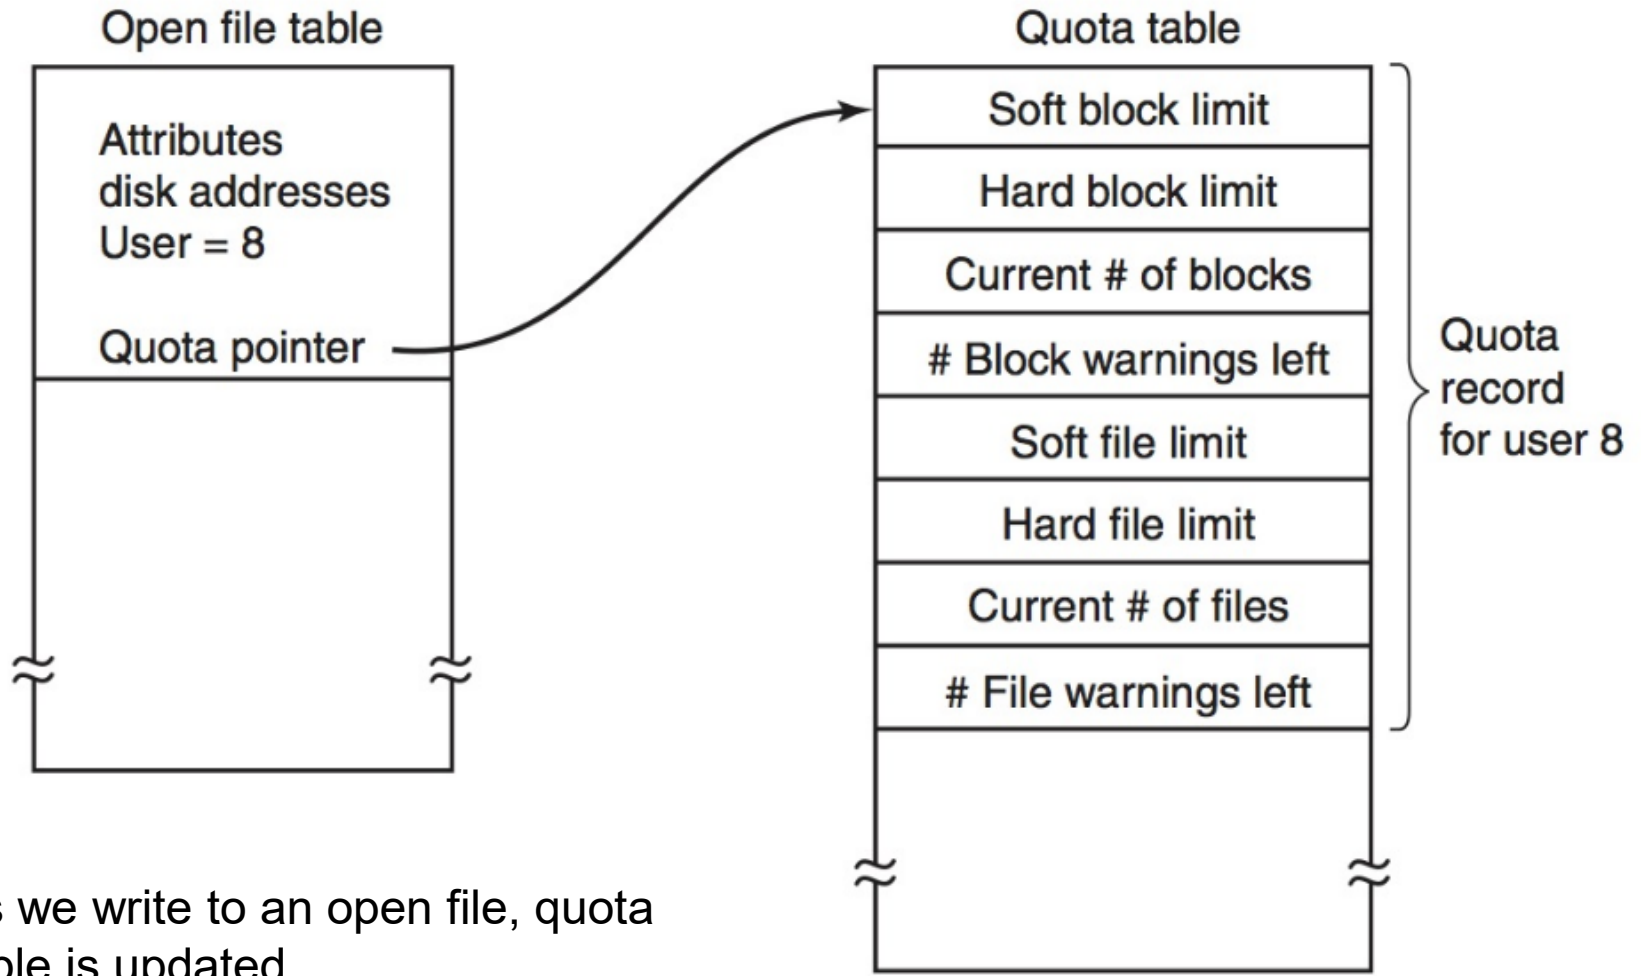 Open file table
Attributes
disk addresses
User = 8
Quota pointer
Quota table
Soft block limit
Hard block limit
Current # of blocks
# Block warnings left
Soft file limit
Hard file limit
Current # of files
# File warnings left
Quota
record
for user 8
we write to an open file, quota
is updated